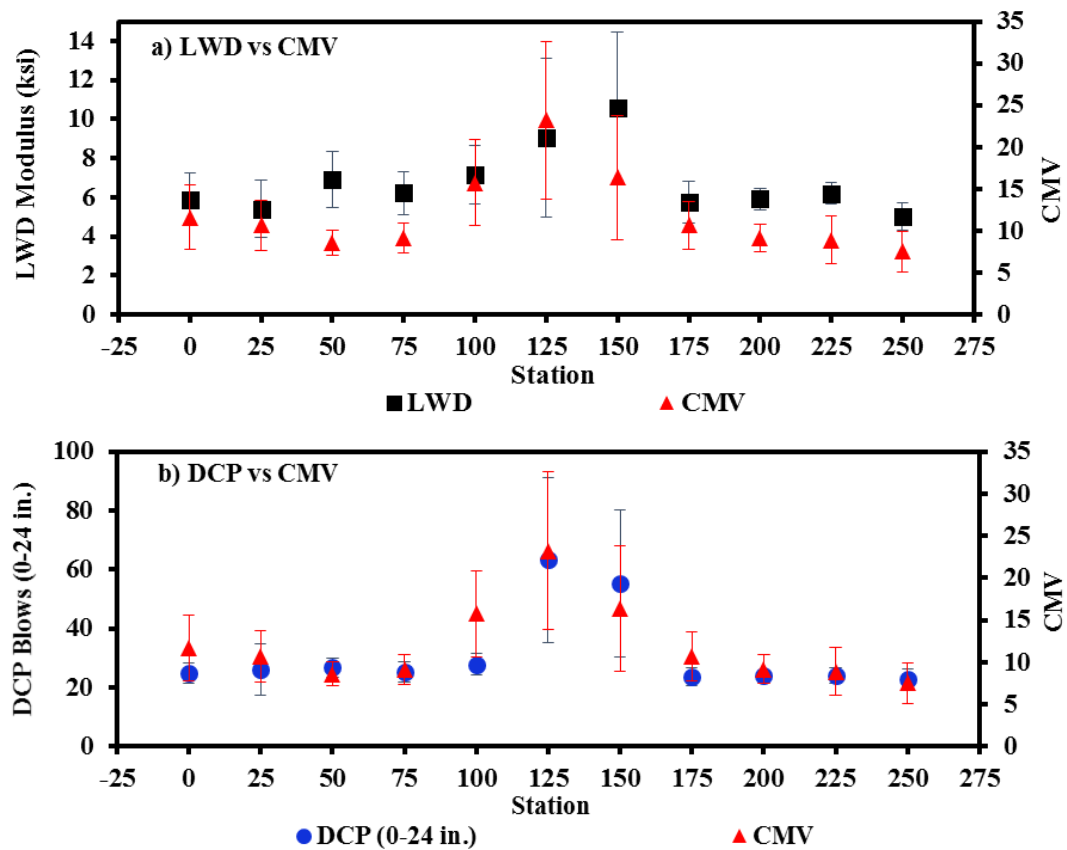 a) LWD vs CMV
LWD Modulus (ksi)
14
12
10
8
6
4
2
0
35
30
25
20
15
10
5
0
CMV
-25 0 25 50 75 100 125 150 175 200 225 250 275
Station
LWD CMV
b) DCP vs CMV
DCP Blows (0-24 in.)
100
80
60
40
20
0
35
30
25
20
15
10
5
0
CMV
-25 0 25 50 75 100 125 150 175 200 225 250 275
Station
DCP (0-24 in.) CMV